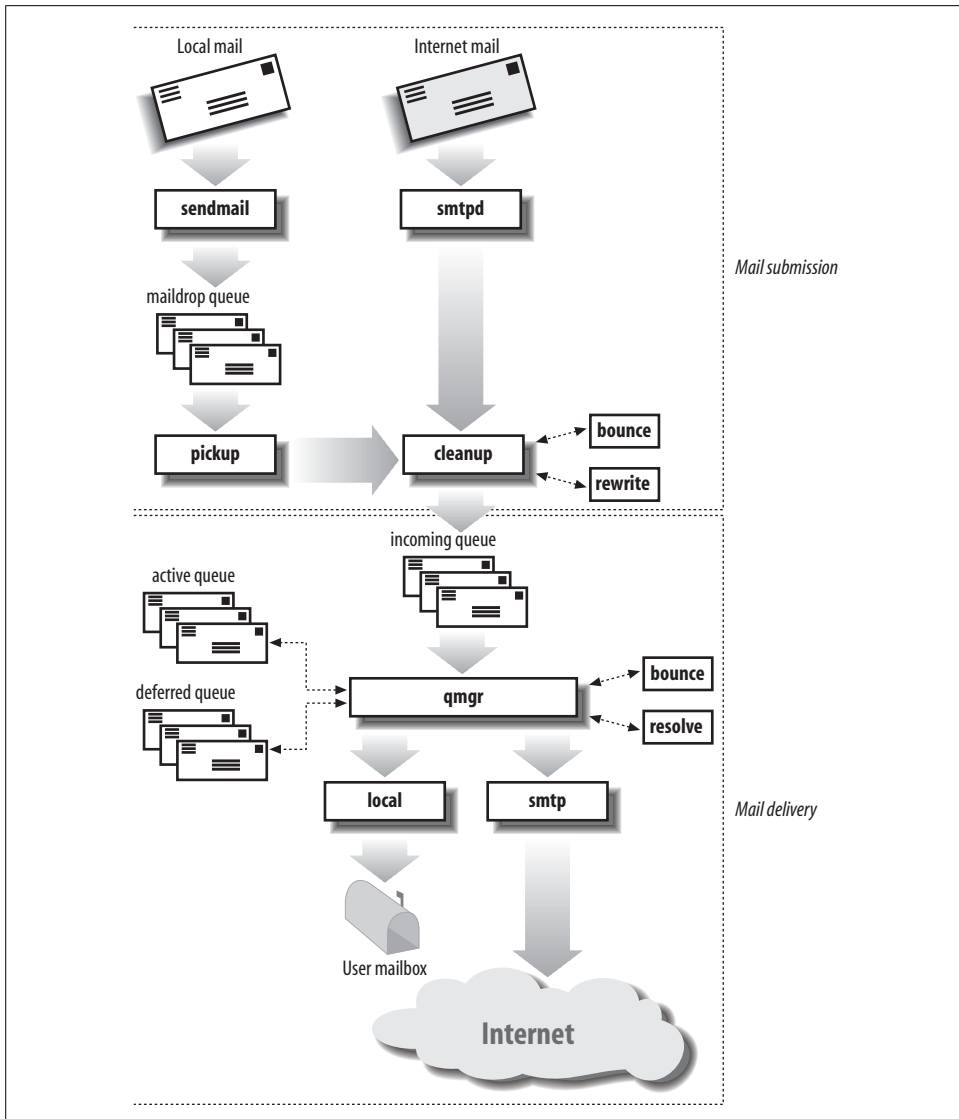 Local mail
Internet mail
sendmail
smtpd
Mail submission
maildrop queue
pickup
cleanup
bounce
rewrite
incoming queue
active queue
deferred queue
qmgr
bounce
resolve
local
smtp
Mail delivery
User mailbox
Internet